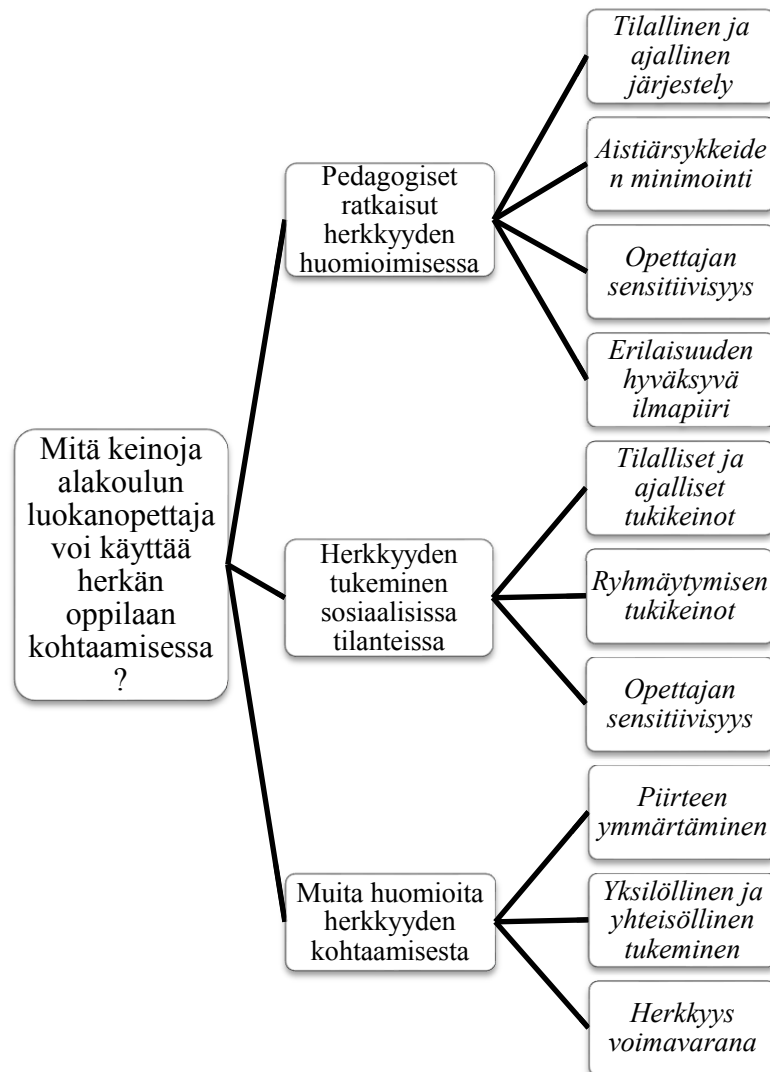 Mitä keinoja
alakoulun
luokanopettaja
voi käyttää
herkän
oppilaan
kohtaamisessa
?
Pedagogiset
ratkaisut
herkkyyden
huomioimisessa
Tilallinen ja
ajallinen
järjestely
Aistiärsykkeide
n minimointi
Opettajan
sensitiivisyys
Erilaisuuden
hyväksyvä
ilmapiiri
Herkkyyden
tukeminen
sosiaalisissa
tilanteissa
Tilalliset ja
ajalliset
tukikeinot
Ryhmäytymisen
tukikeinot
Opettajan
sensitiivisyys
Muita huomioita
herkkyyden
kohtaamisesta
Piirteen
ymmärtäminen
Yksilöllinen ja
yhteisöllinen
tukeminen
Herkkyys
voimavarana